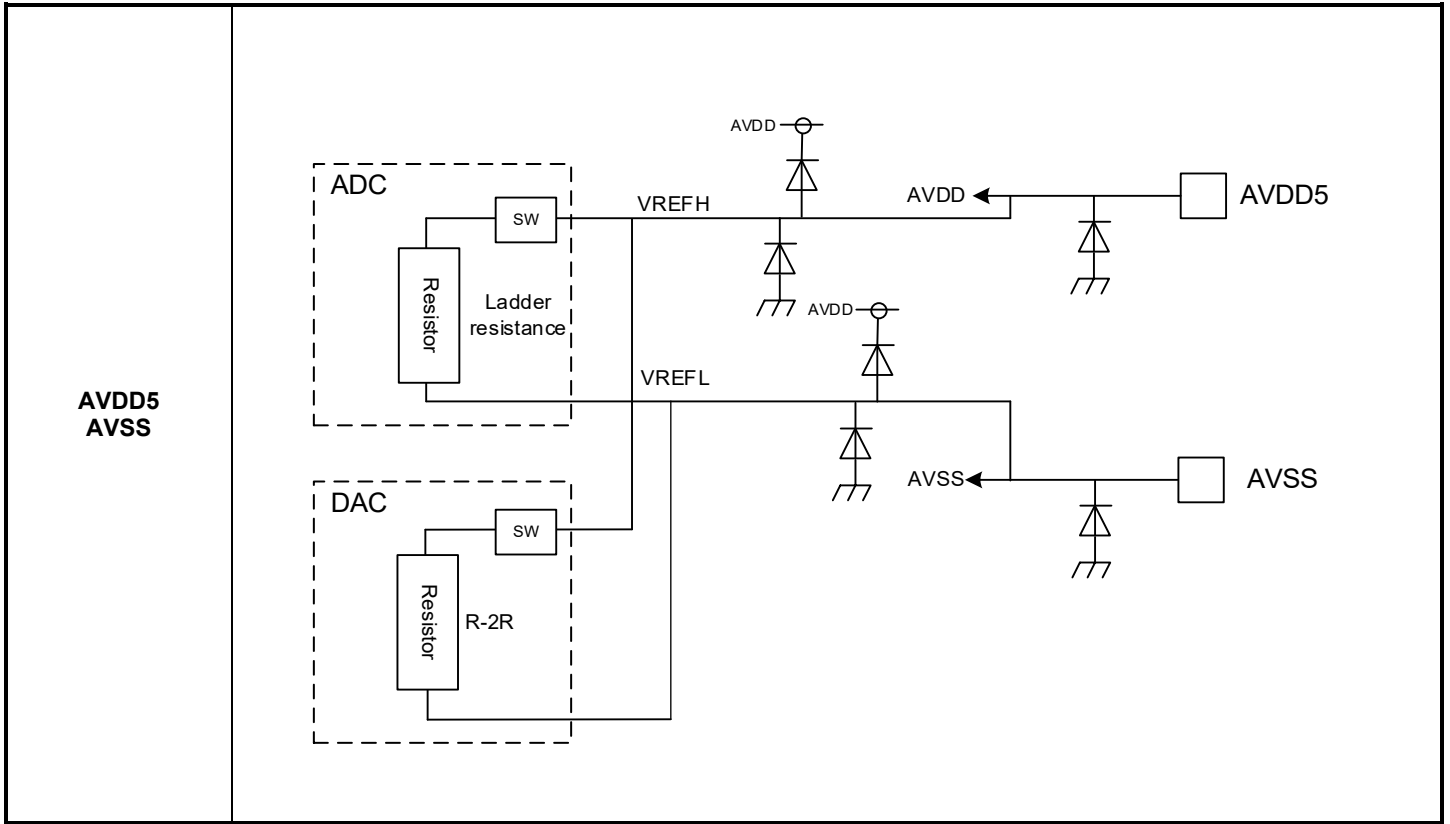 AVDD5
AVSS
AVDD
ADC
SW
VREFH
AVDD
AVDD5
Resistor
Ladder
resistance
AVDD
VREFL
AVSS
AVSS
DAC
SW
Resistor
R-2R